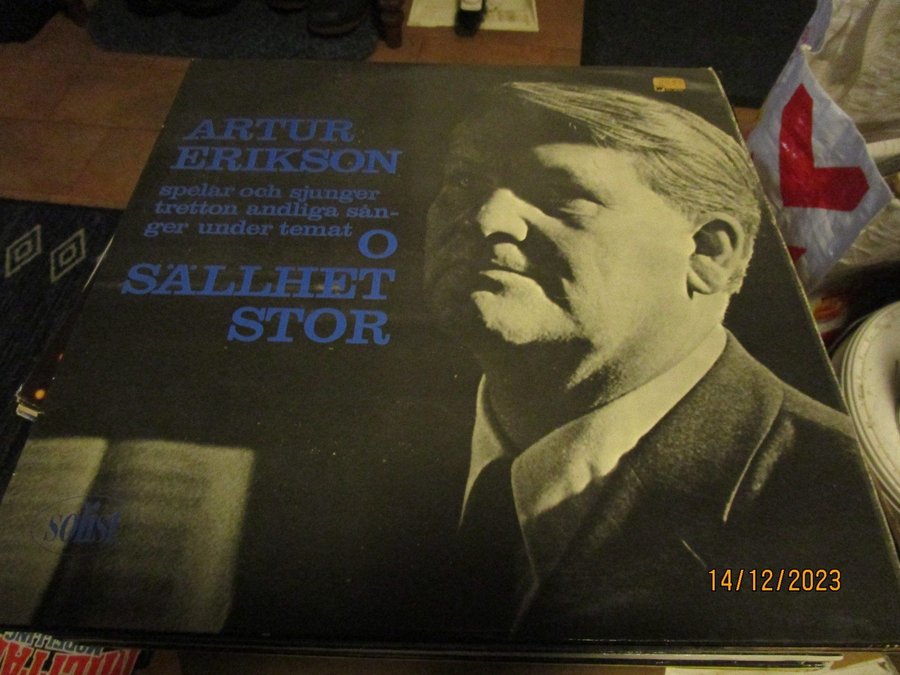 ARTUR
ERIKSON
spelar och sjunger
tretton andliga sån-
ger under temat
O
SÄLLHET
STOR
solist
14/12/2023